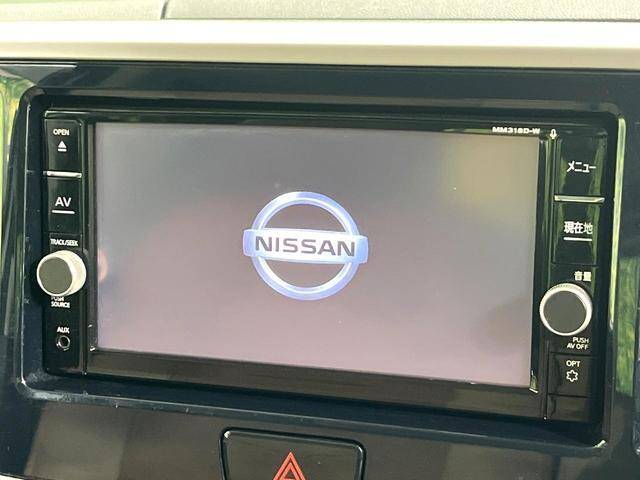 MM318D-W
OPEN
AV
TRACK/SEEK
PUSH
SOURCE
AUX
NISSAN
メニュー
現在地
音量
PUSH
AV OFF
OPT